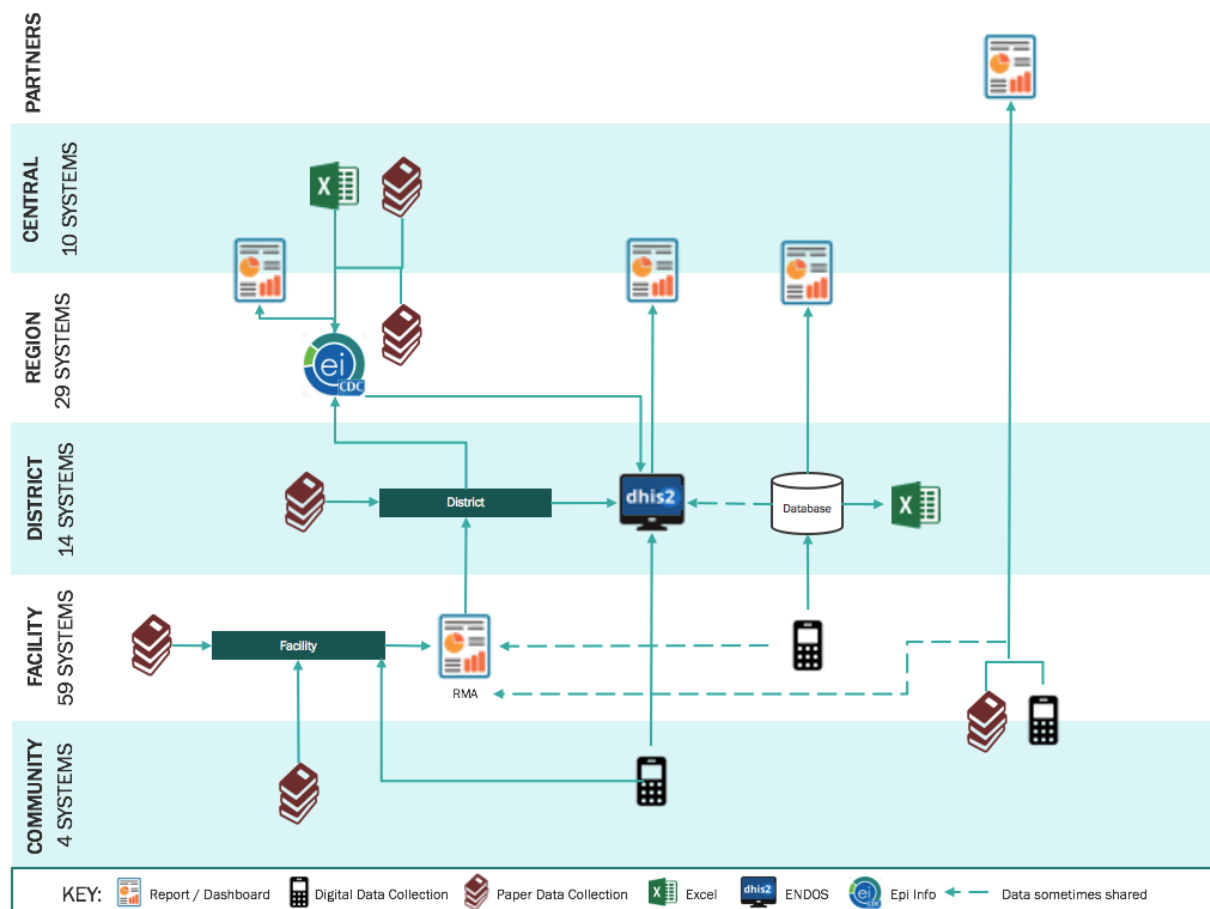 PARTNERS
CENTRAL
10 SYSTEMS
X
REGION
29 SYSTEMS
ei
CDC
DISTRICT
14 SYSTEMS
District
dhis2
Database
X
FACILITY
59 SYSTEMS
Facility
RMA
COMMUNITY
4 SYSTEMS
KEY: Report / Dashboard Digital Data Collection Paper Data Collection X Excel dhis2 ENDOS ei CDC Epi Info Data sometimes shared